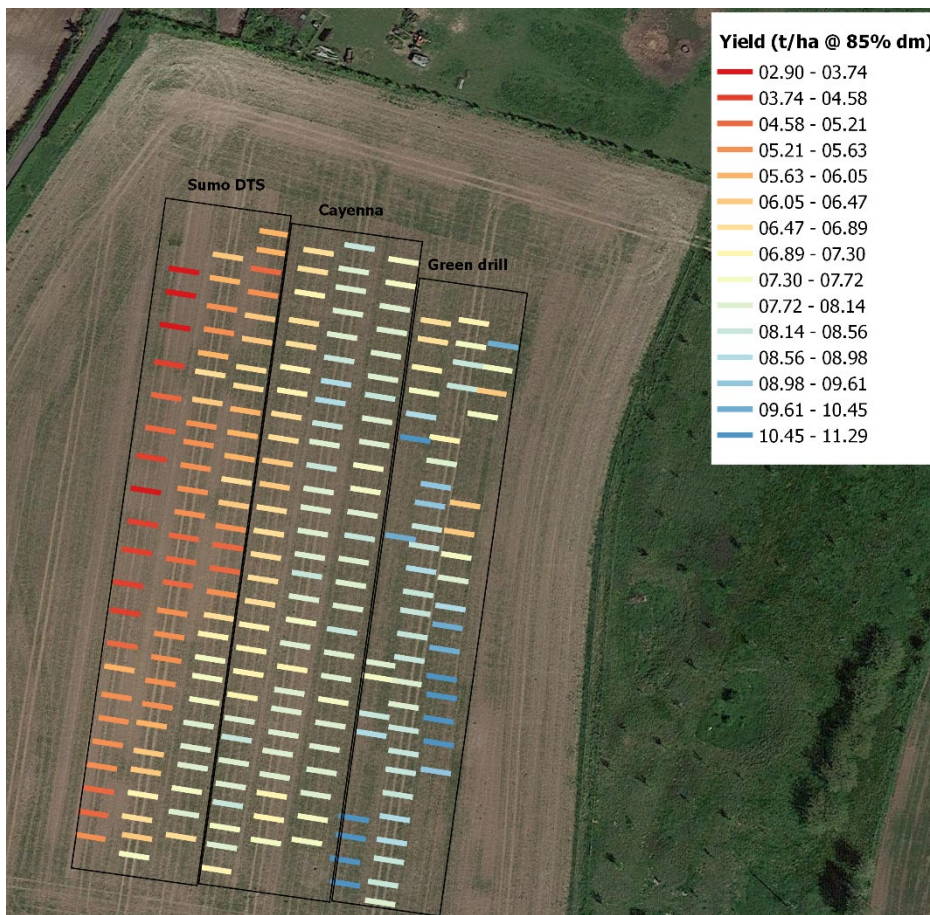 Yield (t/ha @ 85% dm)
02.90 - 03.74
03.74 - 04.58
04.58 - 05.21
05.21 - 05.63
05.63 - 06.05
06.05 - 06.47
06.47 - 06.89
06.89 - 07.30
07.30 - 07.72
07.72 - 08.14
08.14 - 08.56
08.56 - 08.98
08.98 - 09.61
09.61 - 10.45
10.45 - 11.29
Sumo DTS
Cayenna
Green drill